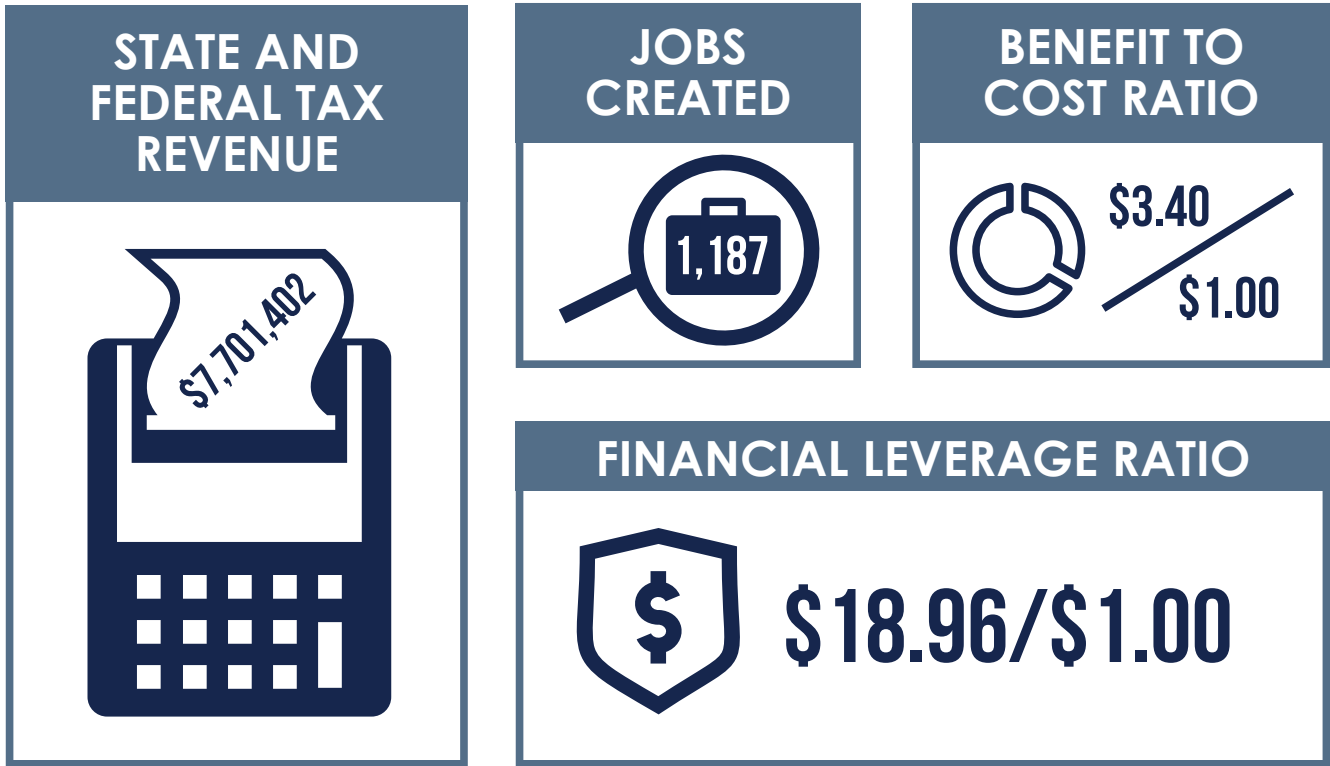 STATE AND
FEDERAL TAX
REVENUE
$7,701,402
JOBS
CREATED
1,187
BENEFIT TO
COST RATIO
$3.40
$1.00
FINANCIAL LEVERAGE RATIO
$
$18.96/$1.00